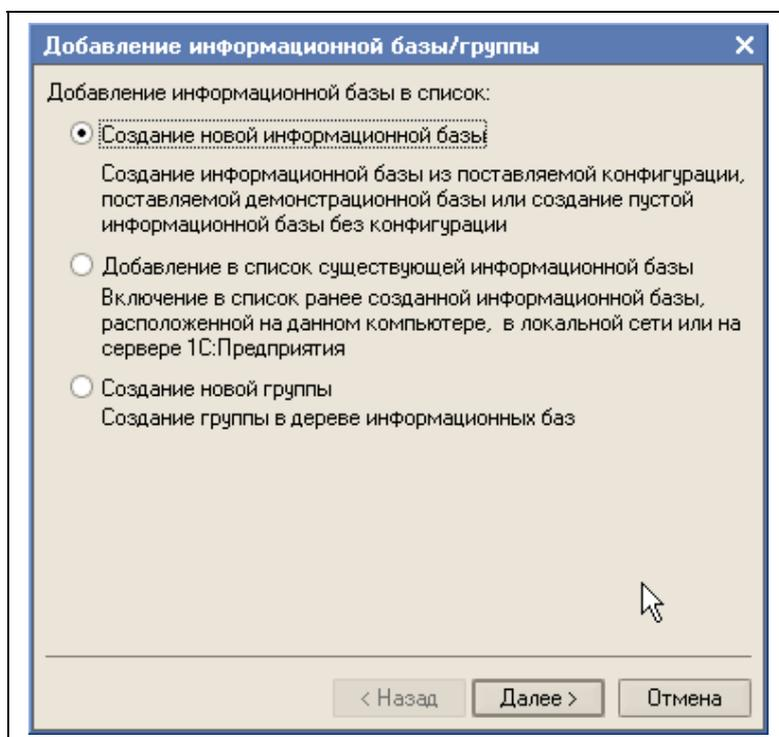 Добавление информационной базы/группы
Добавление информационной базы в список:
Создание новой информационной базы
Создание информационной базы из поставляемой конфигурации,
поставляемой демонстрационной базы или создание пустой
информационной базы без конфигурации
Добавление в список существующей информационной базы
Включение в список ранее созданной информационной базы,
расположенной на данном компьютере, в локальной сети или на
сервере 1С:Предприятия
Создание новой группы
Создание группы в дереве информационных баз
< Назад Далее > Отмена